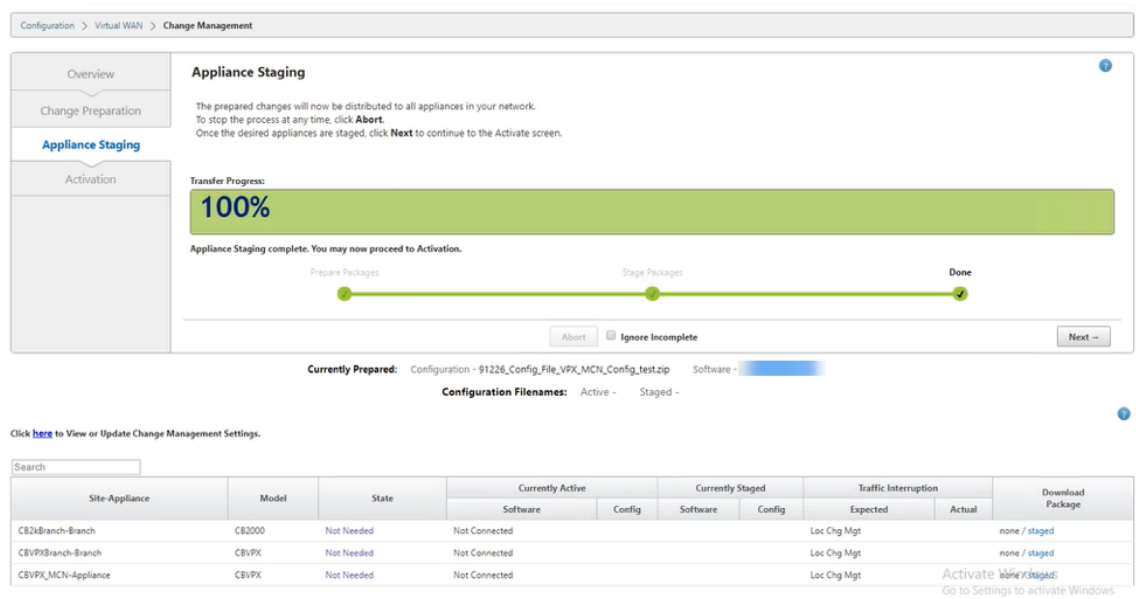 Configuration > Virtual WAN > Change Management
Overview
Change Preparation
Appliance Staging
Activation
Appliance Staging
?
The prepared changes will now be distributed to all appliances in your network.
To stop the process at any time, click Abort.
Once the desired appliances are staged, click Next to continue to the Activate screen.
Transfer Progress:
100%
Appliance Staging complete. You may now proceed to Activation.
Prepare Packages Stage Packages Done
Abort Ignore Incomplete Next →
Currently Prepared: Configuration - 91226_Config_File_VPX_MCN_Config_test.zip Software -
Configuration Filenames: Active - Staged -
?
Click here to View or Update Change Management Settings.
Search
Site-Appliance Model State Currently Active Currently Staged Traffic Interruption Download Package
Software Config Software Config Expected Actual
CB2kBranch-Branch CB2000 Not Needed Not Connected Loc Chg Mgt none / staged
CBVPXBranch-Branch CBVPX Not Needed Not Connected Loc Chg Mgt none / staged
CBVPX_MCN-Appliance CBVPX Not Needed Not Connected Loc Chg Mgt none / staged
Activate Windows
Go to Settings to activate Windows.